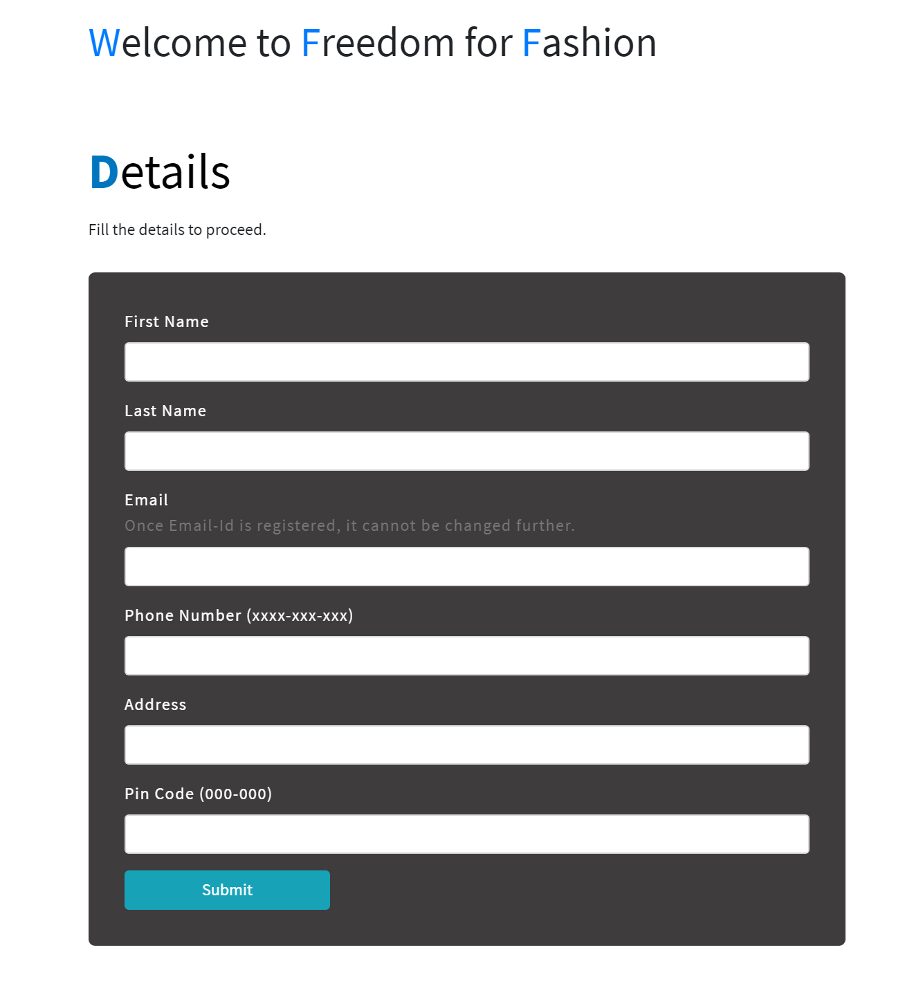 Welcome to Freedom for Fashion
Details
Fill the details to proceed.
First Name
Last Name
Email
Once Email-Id is registered, it cannot be changed further.
Phone Number (xxxx-xxx-xxx)
Address
Pin Code (000-000)
Submit